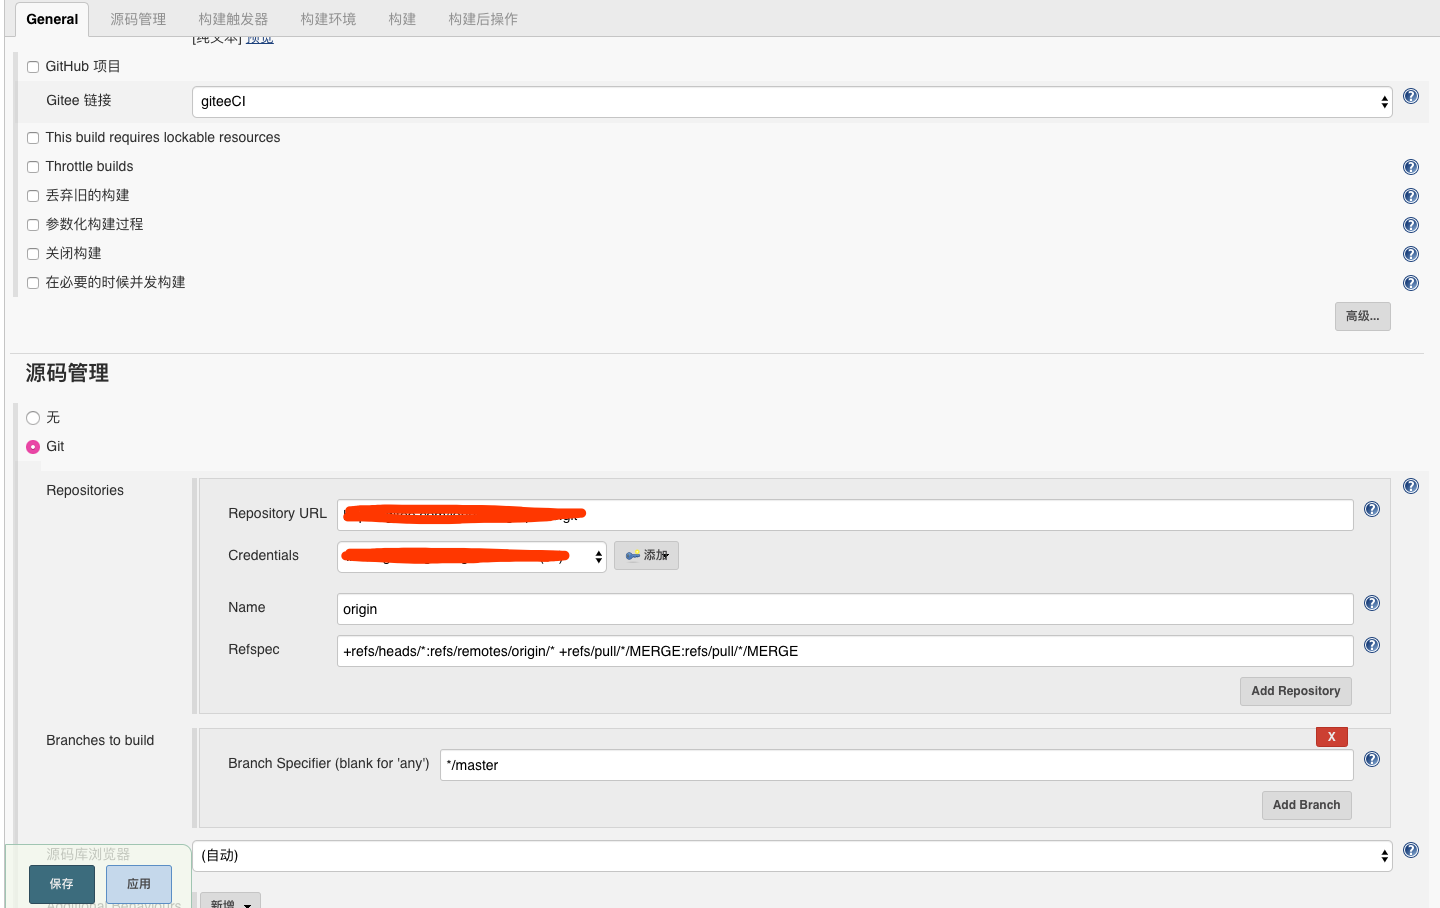 General 源码管理 构建触发器 构建环境 构建 构建后操作
[纯文本] 预览
GitHub 项目
Gitee 链接 giteeCI
This build requires lockable resources
Throttle builds
丢弃旧的构建
参数化构建过程
关闭构建
在必要的时候并发构建
高级...
源码管理
无
Git
Repositories
Repository URL
Credentials 添加
Name origin
Refspec +refs/heads/*:refs/remotes/origin/* +refs/pull/*/MERGE:refs/pull/*/MERGE
Add Repository
Branches to build X
Branch Specifier (blank for 'any') */master
Add Branch
源码库浏览器 (自动)
保存 应用
Additional Behaviours 新增